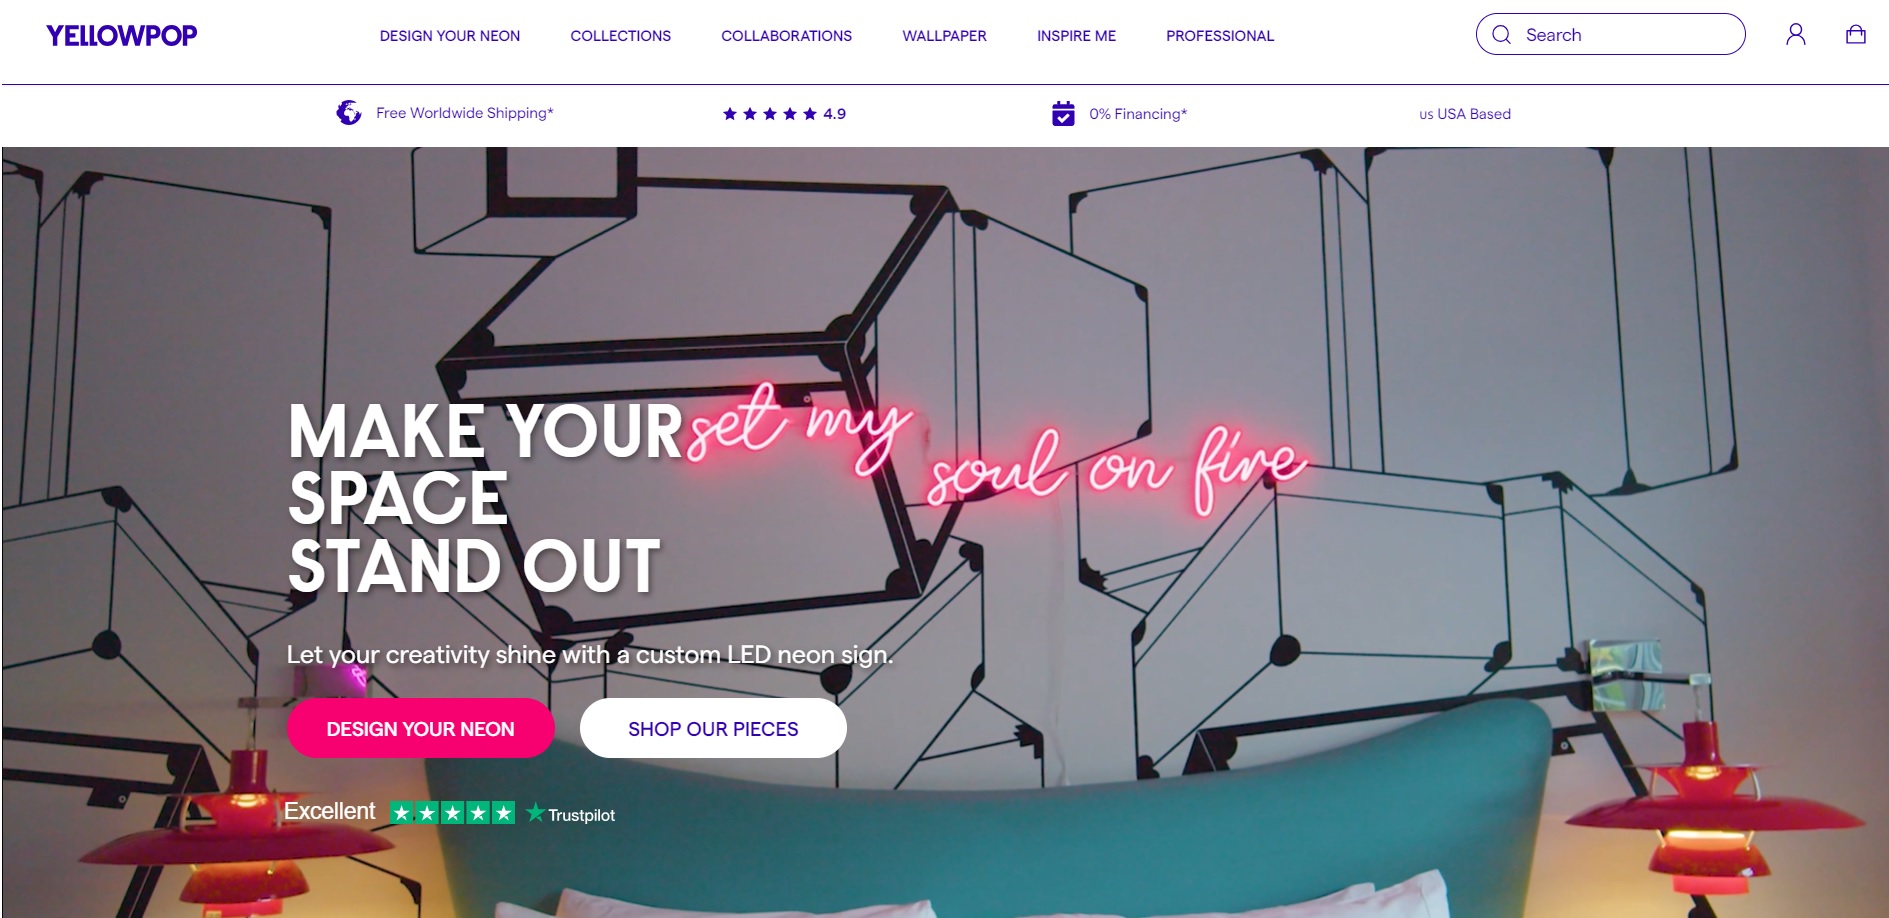 YELLOWPOP
DESIGN YOUR NEON
COLLECTIONS
COLLABORATIONS
WALLPAPER
INSPIRE ME
PROFESSIONAL
Search
Free Worldwide Shipping*
4.9
0% Financing*
us USA Based
MAKE YOUR
SPACE
STAND OUT
set my
soul on fire
Let your creativity shine with a custom LED neon sign.
DESIGN YOUR NEON
SHOP OUR PIECES
Excellent
Trustpilot